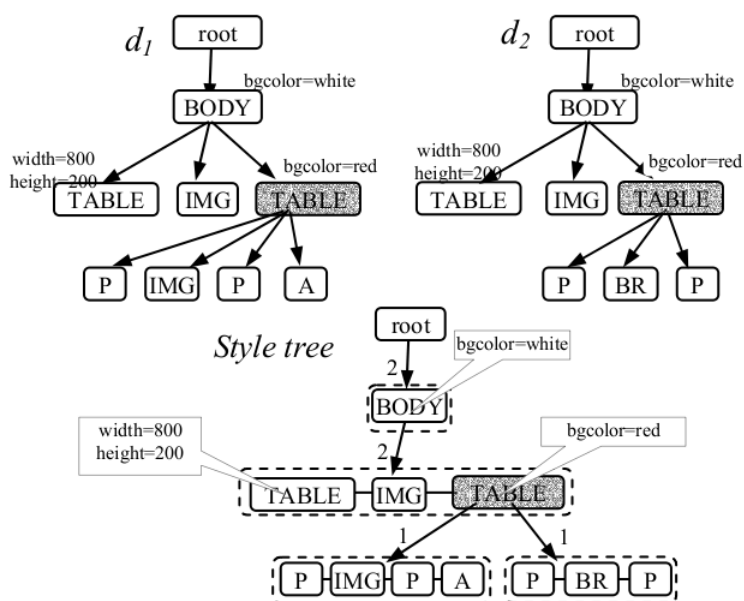 d1 root d2 root
bgcolor=white bgcolor=white
BODY BODY
width=800 bgcolor=red width=800 bgcolor=red
height=200 height=200
TABLE IMG TABLE TABLE IMG TABLE
P IMG P A P BR P
root
Style tree bgcolor=white
2
BODY
width=800 2 bgcolor=red
height=200
TABLE IMG TABLE
1 1
P IMG P A P BR P